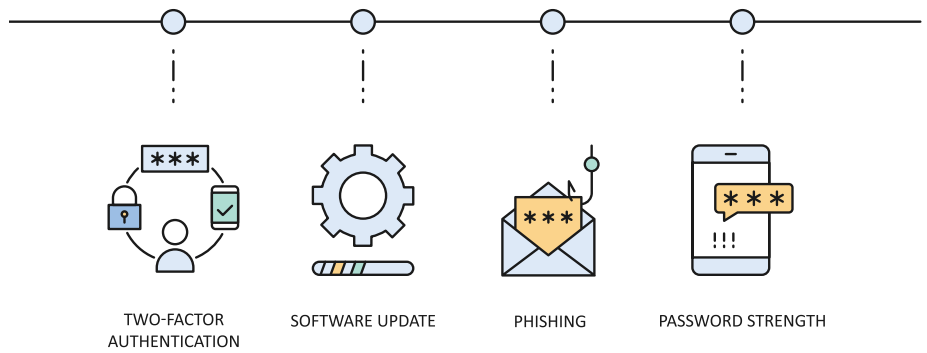 ***
***
***
!!!
TWO-FACTOR
AUTHENTICATION
SOFTWARE UPDATE
PHISHING
PASSWORD STRENGTH